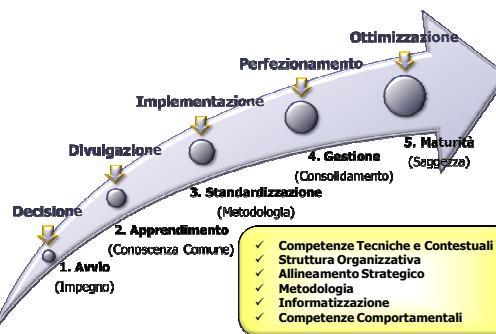 Ottimizzazione
Perfezionamento
Implementazione
Divulgazione
Decisione
5. Maturità
(Saggezza)
4. Gestione
(Consolidamento)
3. Standardizzazione
(Metodologia)
2. Apprendimento
(Conoscenza Comune)
1. Avvio
(Impegno)
✓ Competenze Tecniche e Contestuali
✓ Struttura Organizzativa
✓ Allineamento Strategico
✓ Metodologia
✓ Informatizzazione
✓ Competenze Comportamentali